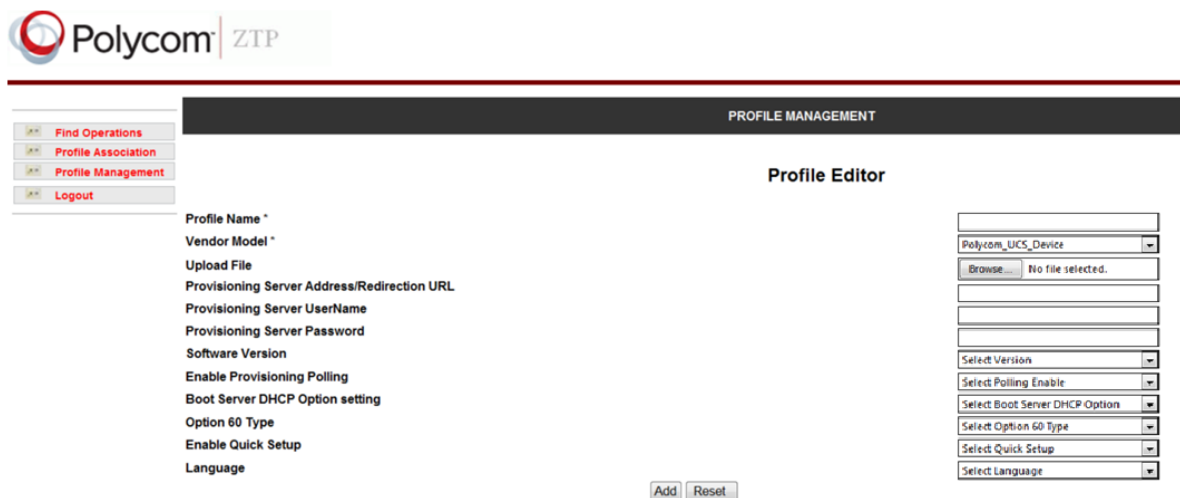 Polycom ZTP
PROFILE MANAGEMENT
Find Operations
Profile Association
Profile Management
Logout
Profile Editor
Profile Name *
Vendor Model * Polycom_UCS_Device
Upload File Browse... No file selected.
Provisioning Server Address/Redirection URL
Provisioning Server UserName
Provisioning Server Password
Software Version Select Version
Enable Provisioning Polling Select Polling Enable
Boot Server DHCP Option setting Select Boot Server DHCP Option
Option 60 Type Select Option 60 Type
Enable Quick Setup Select Quick Setup
Language Select Language
Add Reset